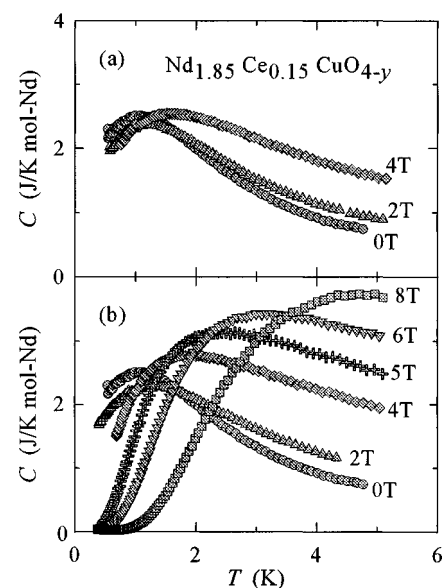 4
(a) Nd1.85 Ce0.15 CuO4-y
C (J/K mol-Nd)
2
4T
2T
0T
0
(b)
8T
6T
5T
4T
2T
0T
C (J/K mol-Nd)
2
0
0 2 4 6
T (K)